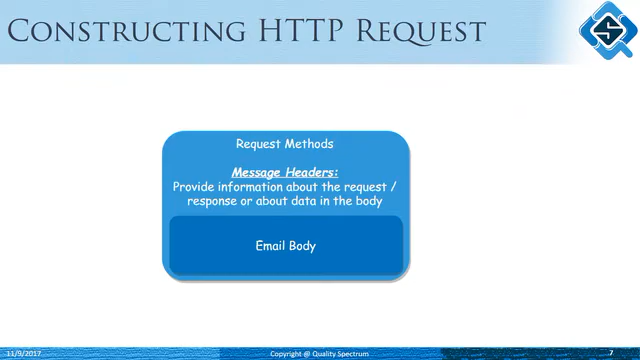 CONSTRUCTING HTTP REQUEST
S
Request Methods
Message Headers:
Provide information about the request /
response or about data in the body
Email Body
11/9/2017
Copyright @ Quality Spectrum
7